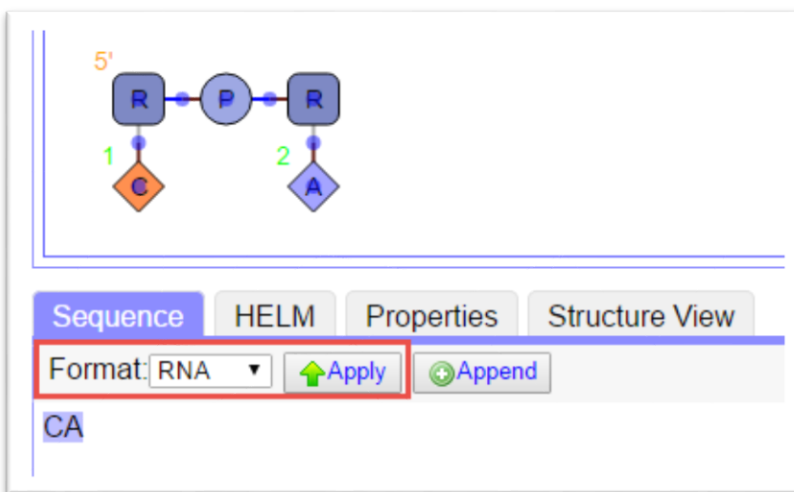 5'
R P R
1 2
C A
Sequence HELM Properties Structure View
Format: RNA Apply Append
CA